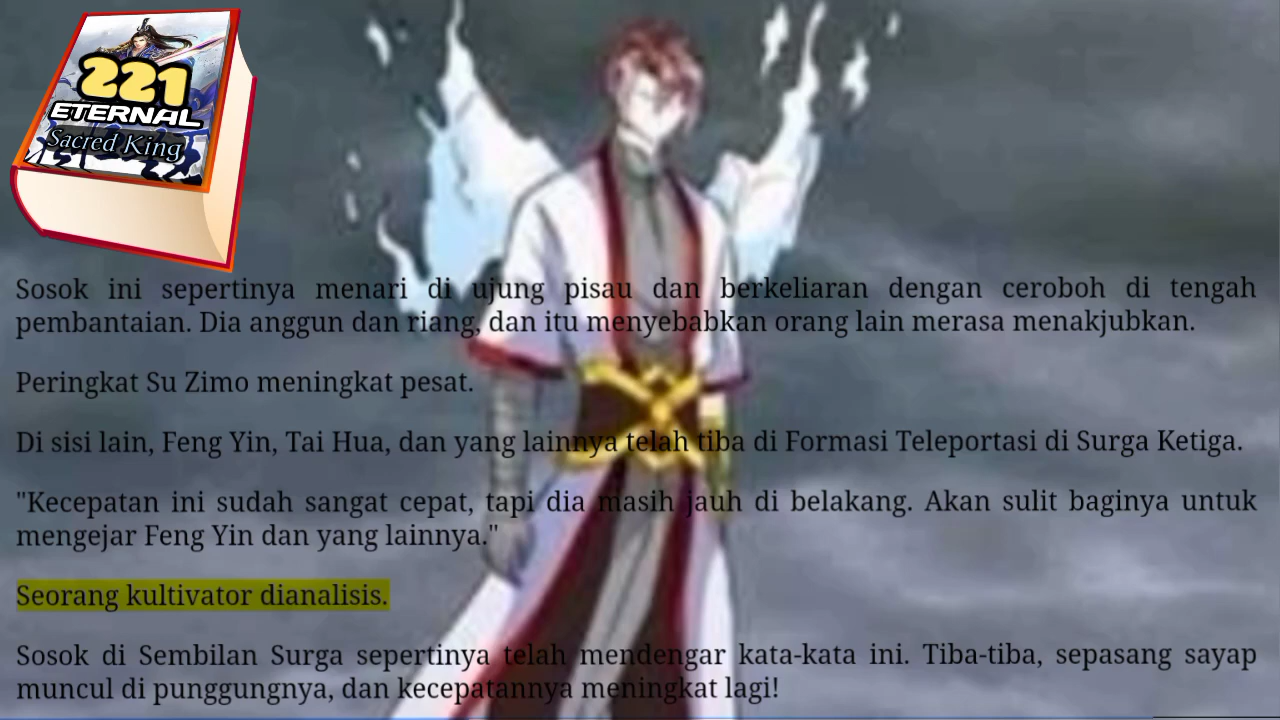 221
ETERNAL
Sacred King
Sosok ini sepertinya menari di ujung pisau dan berkeliaran dengan ceroboh di tengah
pembantaian. Dia anggun dan riang, dan itu menyebabkan orang lain merasa menakjubkan.
Peringkat Su Zimo meningkat pesat.
Di sisi lain, Feng Yin, Tai Hua, dan yang lainnya telah tiba di Formasi Teleportasi di Surga Ketiga.
"Kecepatan ini sudah sangat cepat, tapi dia masih jauh di belakang. Akan sulit baginya untuk
mengejar Feng Yin dan yang lainnya."
Seorang kultivator dianalisis.
Sosok di Sembilan Surga sepertinya telah mendengar kata-kata ini. Tiba-tiba, sepasang sayap
muncul di punggungnya, dan kecepatannya meningkat lagi!